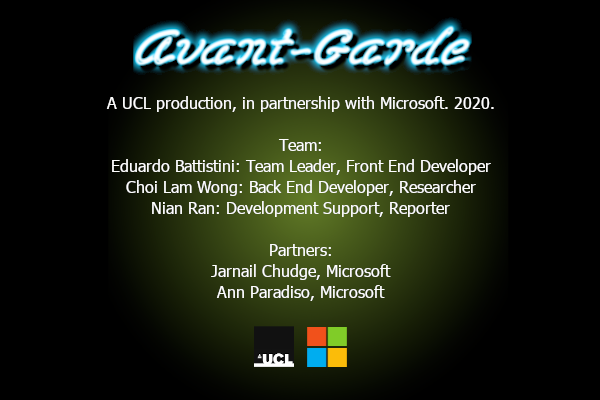 Avant-Garde
A UCL production, in partnership with Microsoft. 2020.
Team:
Eduardo Battistini: Team Leader, Front End Developer
Choi Lam Wong: Back End Developer, Researcher
Nian Ran: Development Support, Reporter
Partners:
Jarnail Chudge, Microsoft
Ann Paradiso, Microsoft
UCL